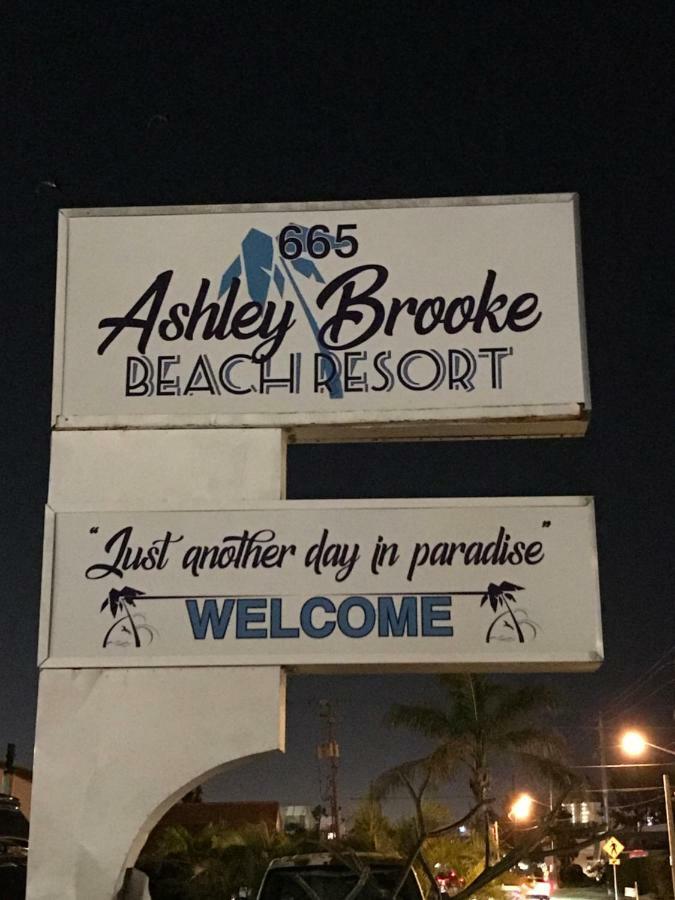 665
Ashley Brooke
BEACH RESORT
"Just another day in paradise"
WELCOME